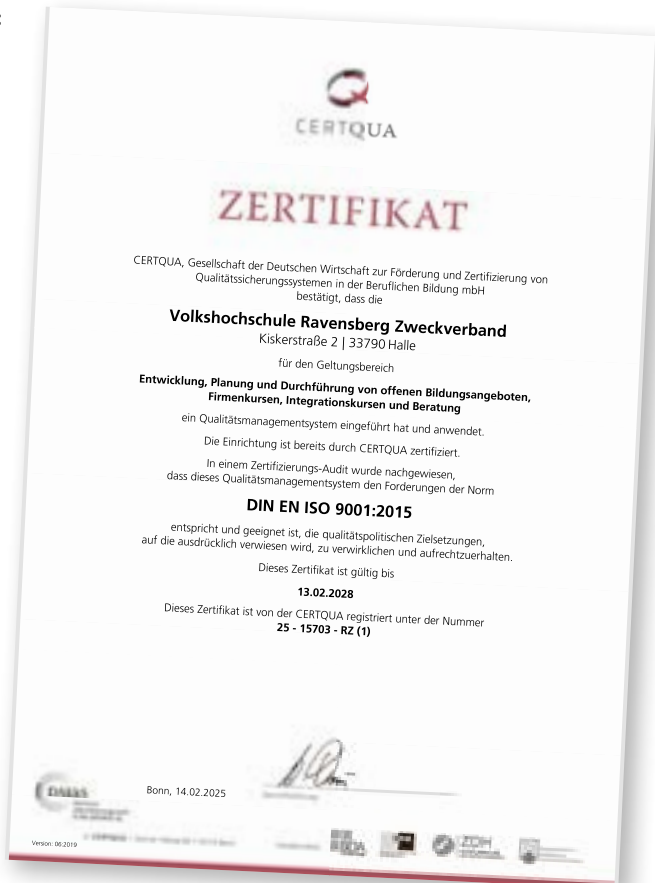 CERTQUA
ZERTIFIKAT
CERTQUA, Gesellschaft der Deutschen Wirtschaft zur Förderung und Zertifizierung von
Qualitätssicherungssystemen in der Beruflichen Bildung mbH
bestätigt, dass die
Volkshochschule Ravensberg Zweckverband
Kiskerstraße 2 | 33790 Halle
für den Geltungsbereich
Entwicklung, Planung und Durchführung von offenen Bildungsangeboten,
Firmenkursen, Integrationskursen und Beratung
ein Qualitätsmanagementsystem eingeführt hat und anwendet.
Die Einrichtung ist bereits durch CERTQUA zertifiziert.
In einem Zertifizierungs-Audit wurde nachgewiesen,
dass dieses Qualitätsmanagementsystem den Forderungen der Norm
DIN EN ISO 9001:2015
entspricht und geeignet ist, die qualitätspolitischen Zielsetzungen,
auf die ausdrücklich verwiesen wird, zu verwirklichen und aufrechtzuerhalten.
Dieses Zertifikat ist gültig bis
13.02.2028
Dieses Zertifikat ist von der CERTQUA registriert unter der Nummer
25 - 15703 - RZ (1)
DAkkS
Bonn, 14.02.2025
BDA
ZDH
Version: 06.2019